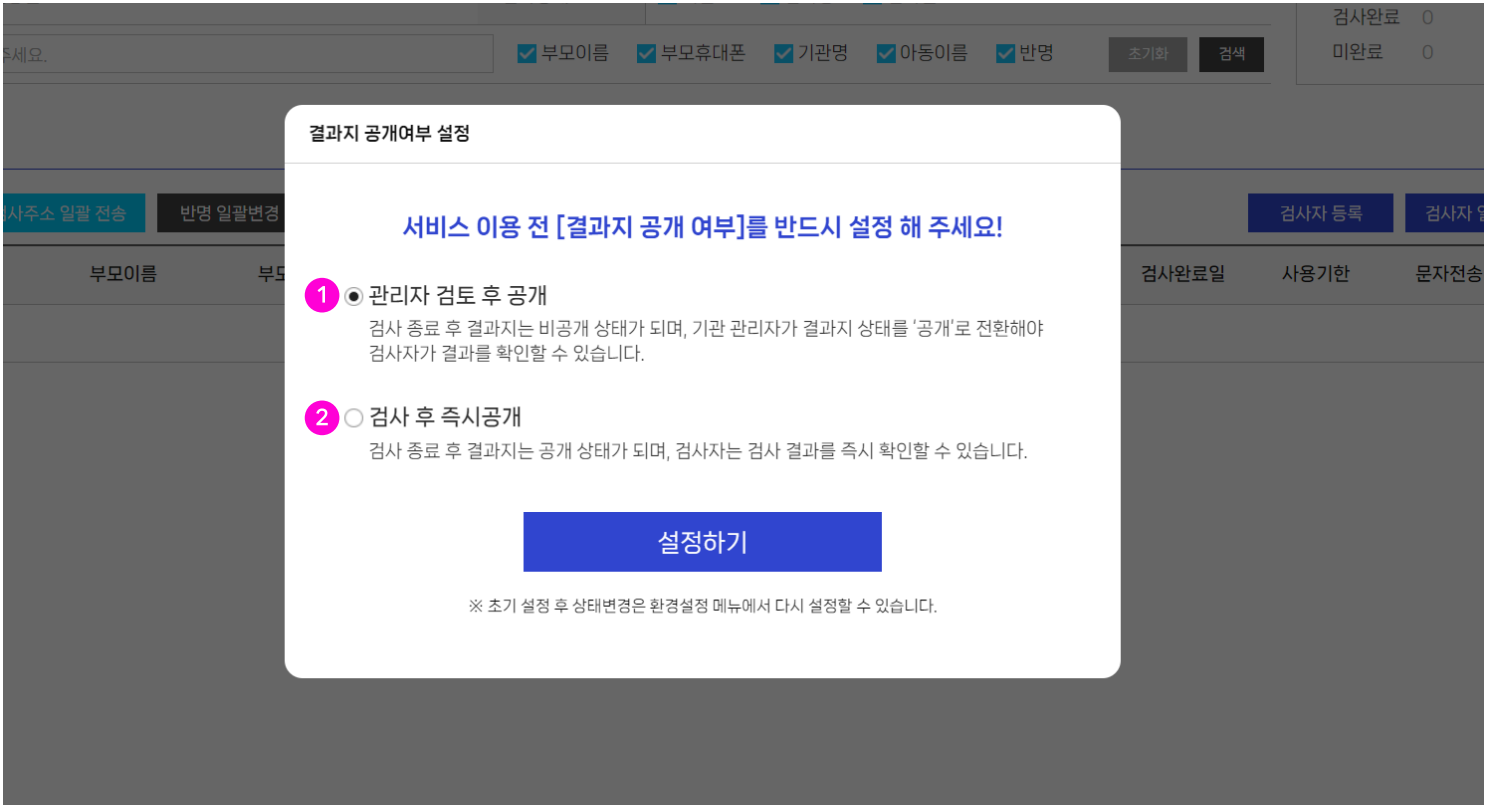 검사완료 0
주세요.
부모이름 부모휴대폰 기관명 아동이름 반명 초기화 검색
미완료 0
결과지 공개여부 설정
주소 일괄 전송 반명 일괄변경 검사자 등록 검사자
서비스 이용 전 [결과지 공개 여부]를 반드시 설정 해 주세요!
부모이름 검사완료일 사용기한 문자전송
1 관리자 검토 후 공개
검사 종료 후 결과지는 비공개 상태가 되며, 기관 관리자가 결과지 상태를 ‘공개’로 전환해야
검사자가 결과를 확인할 수 있습니다.
2 검사 후 즉시공개
검사 종료 후 결과지는 공개 상태가 되며, 검사자는 검사 결과를 즉시 확인할 수 있습니다.
설정하기
※ 초기 설정 후 상태변경은 환경설정 메뉴에서 다시 설정할 수 있습니다.